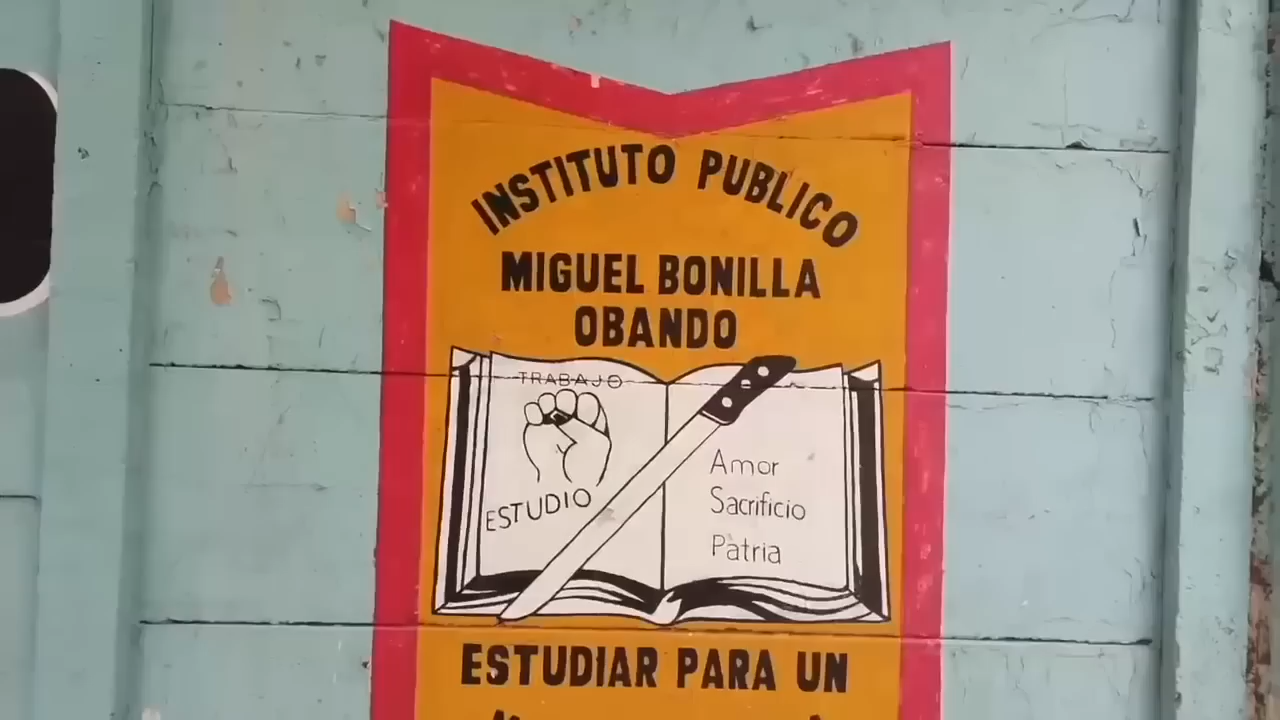 INSTITUTO PUBLICO
MIGUEL BONILLA
OBANDO
TRABAJO
ESTUDIO
Amor
Sacrificio
Patria
ESTUDIAR PARA UN